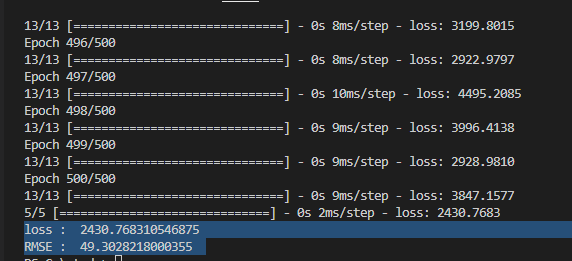 13/13 [==============================] - 0s 8ms/step - loss: 3199.8015
Epoch 496/500
13/13 [==============================] - 0s 8ms/step - loss: 2922.9797
Epoch 497/500
13/13 [==============================] - 0s 10ms/step - loss: 4495.2085
Epoch 498/500
13/13 [==============================] - 0s 9ms/step - loss: 3996.4138
Epoch 499/500
13/13 [==============================] - 0s 9ms/step - loss: 2928.9810
Epoch 500/500
13/13 [==============================] - 0s 9ms/step - loss: 3847.1577
5/5 [==============================] - 0s 2ms/step - loss: 2430.7683
loss :  2430.768310546875
RMSE :  49.3028218000355